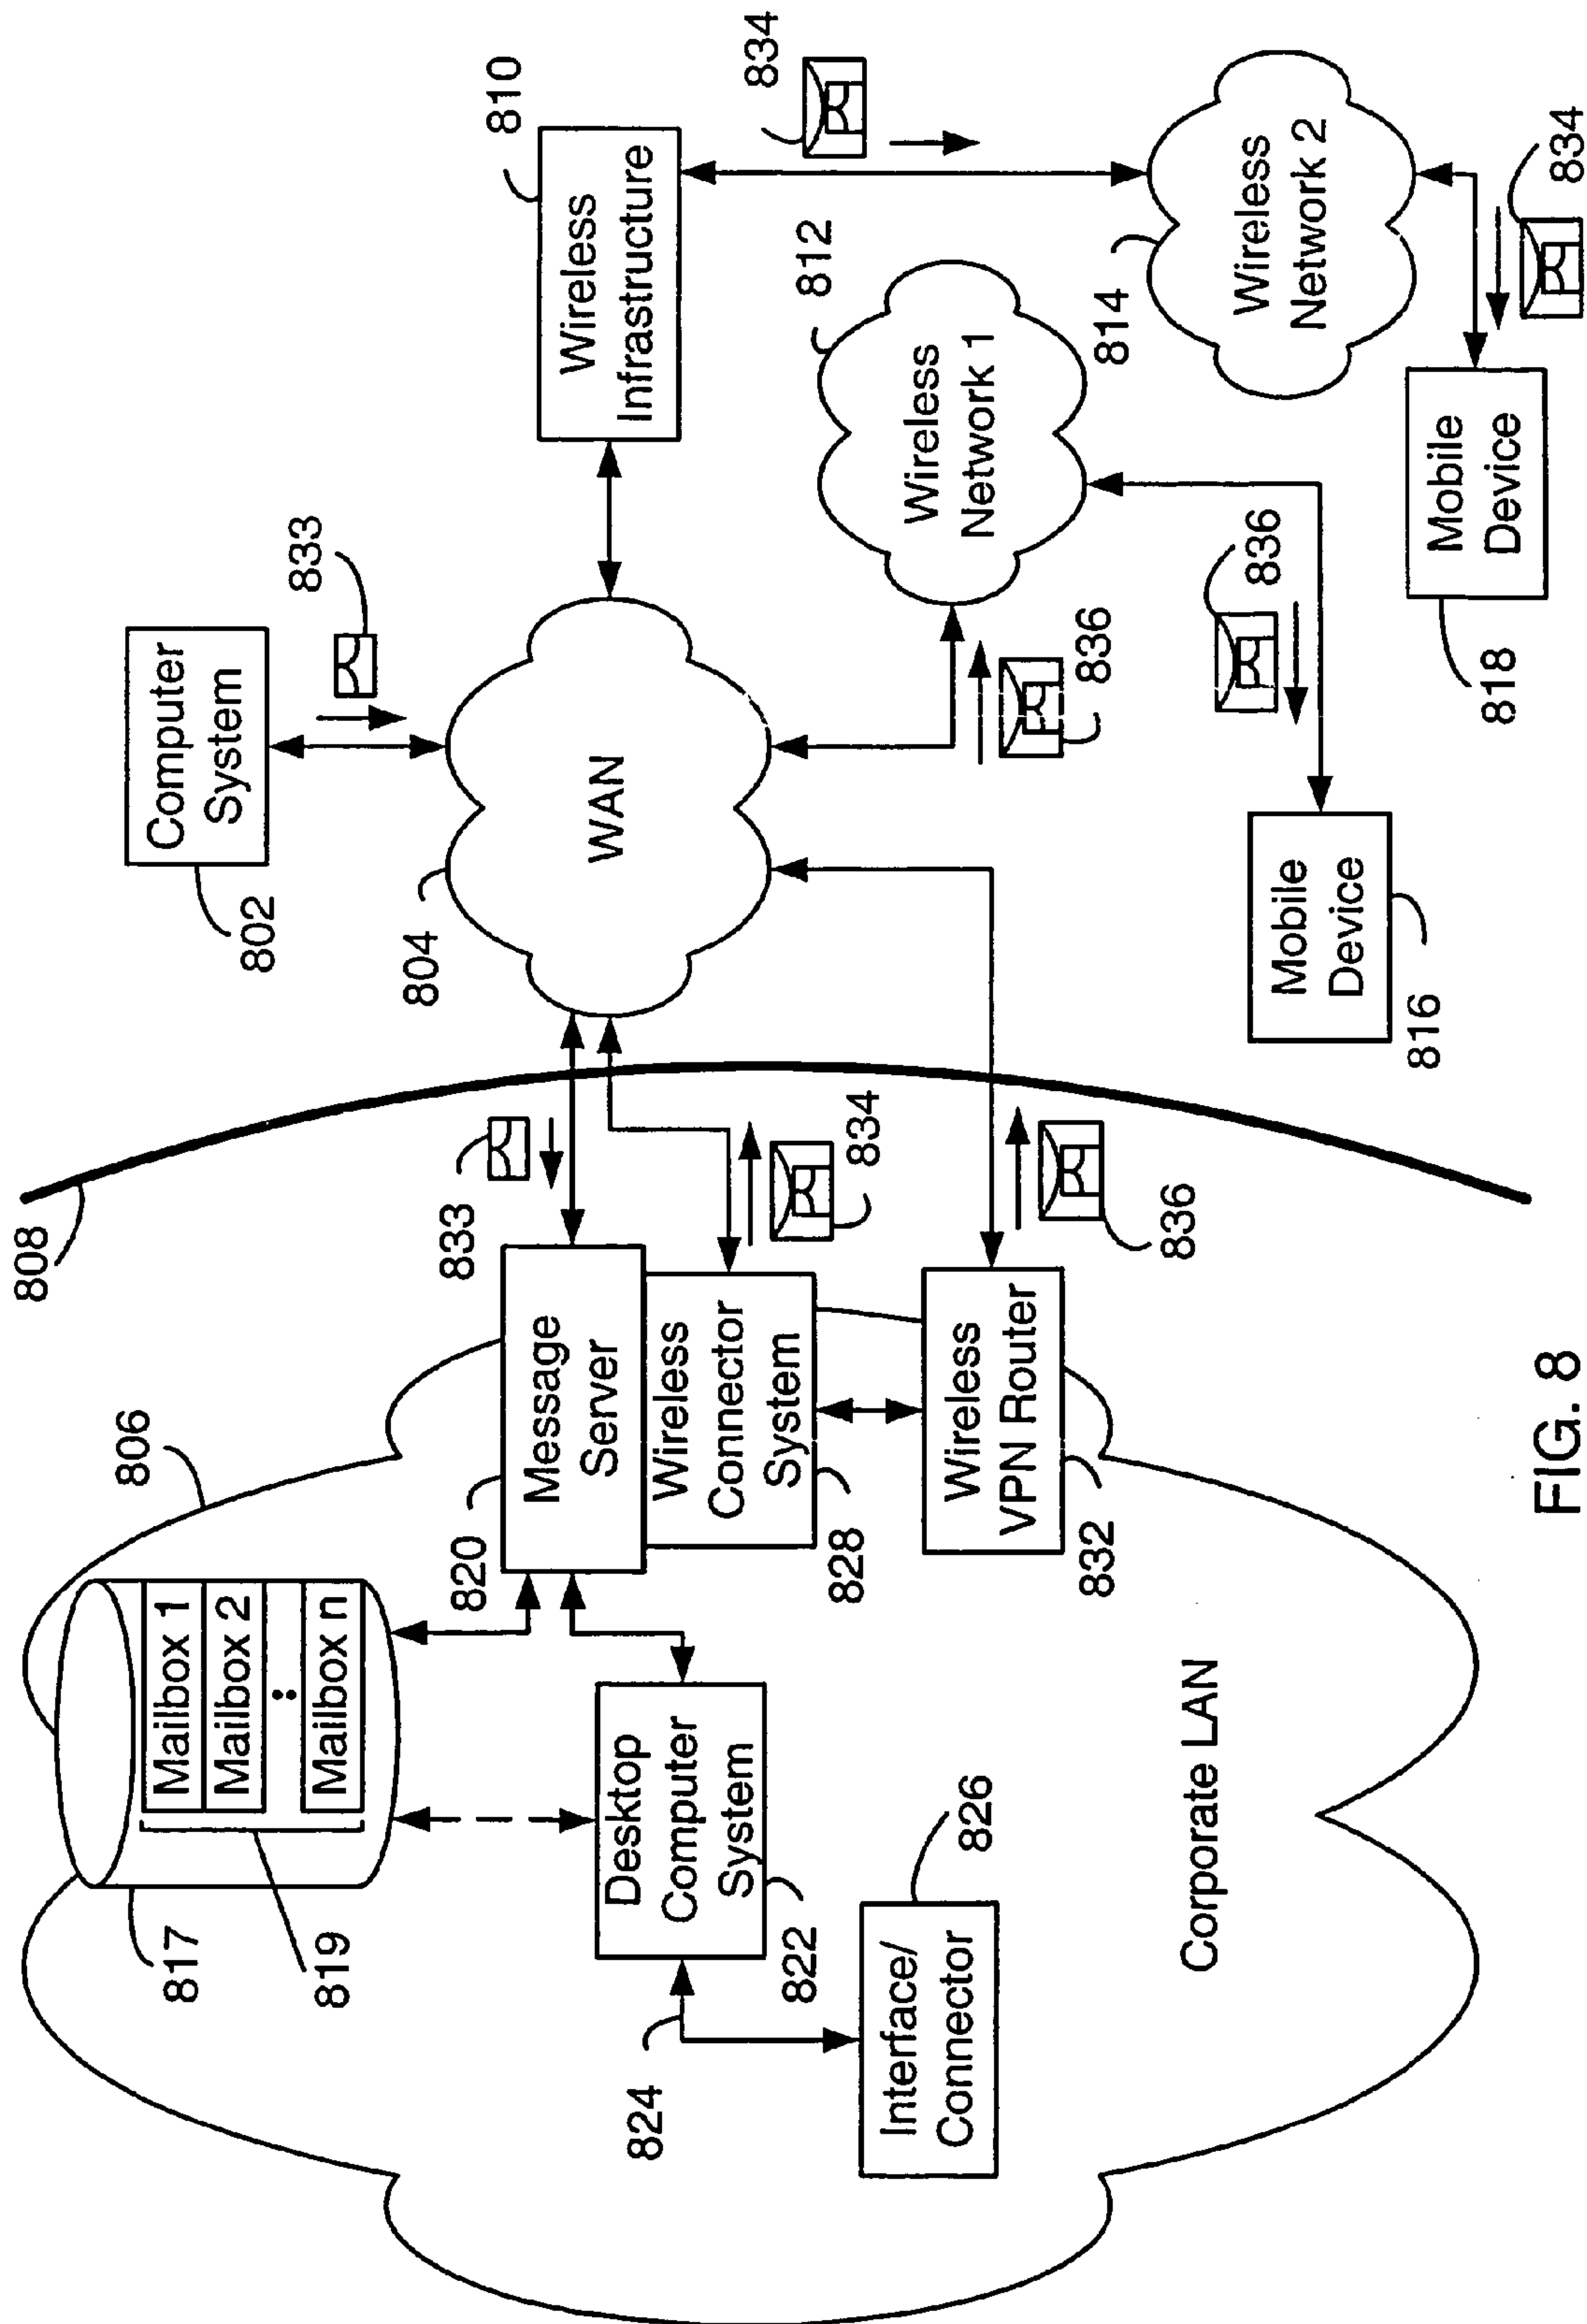 834
810
Wireless
Infrastructure
812
Wireless
Network 1
814
Wireless
Network 2
834
833
Computer
System
802
804
WAN
836
836
Mobile
Device
818
Mobile
Device
816
808
833
834
836
806
820
Message
Server
Wireless
Connector
System
828
Wireless
VPN Router
832
Mailbox 1
Mailbox 2
Mailbox n
817
819
Desktop
Computer
System
822
824
826
Interface/
Connector
Corporate LAN
FIG. 8